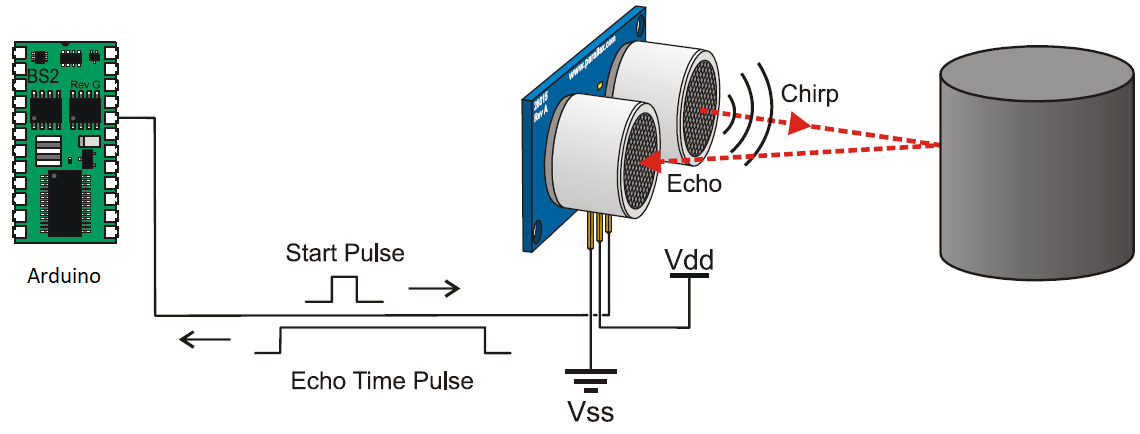 BS2
Rev G
Arduino
www.parallax.com
28015
Rev A
Chirp
Echo
Start Pulse
Vdd
Echo Time Pulse
Vss